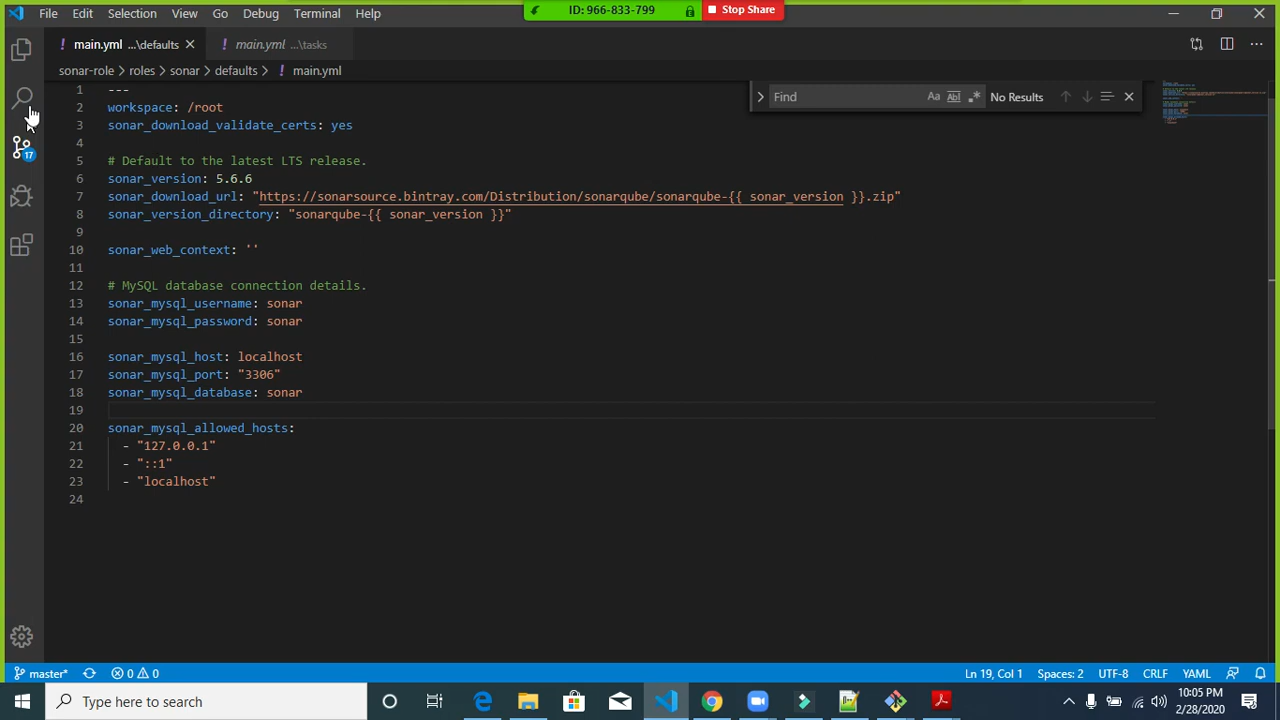 File Edit Selection View Go Debug Terminal Help
ID: 966-833-799 Stop Share
main.yml ...\defaults
main.yml ...\tasks
sonar-role > roles > sonar > defaults > ! main.yml
Find
Aa Abl .* No Results
17
1 ---
2 workspace: /root
3 sonar_download_validate_certs: yes
4
5 # Default to the latest LTS release.
6 sonar_version: 5.6.6
7 sonar_download_url: "https://sonarsource.bintray.com/Distribution/sonarqube/sonarqube-{{ sonar_version }}.zip"
8 sonar_version_directory: "sonarqube-{{ sonar_version }}"
9
10 sonar_web_context: ''
11
12 # MySQL database connection details.
13 sonar_mysql_username: sonar
14 sonar_mysql_password: sonar
15
16 sonar_mysql_host: localhost
17 sonar_mysql_port: "3306"
18 sonar_mysql_database: sonar
19
20 sonar_mysql_allowed_hosts:
21 - "127.0.0.1"
22 - "::1"
23 - "localhost"
24
master* 0 0 Ln 19, Col 1 Spaces: 2 UTF-8 CRLF YAML
Type here to search
10:05 PM
2/28/2020